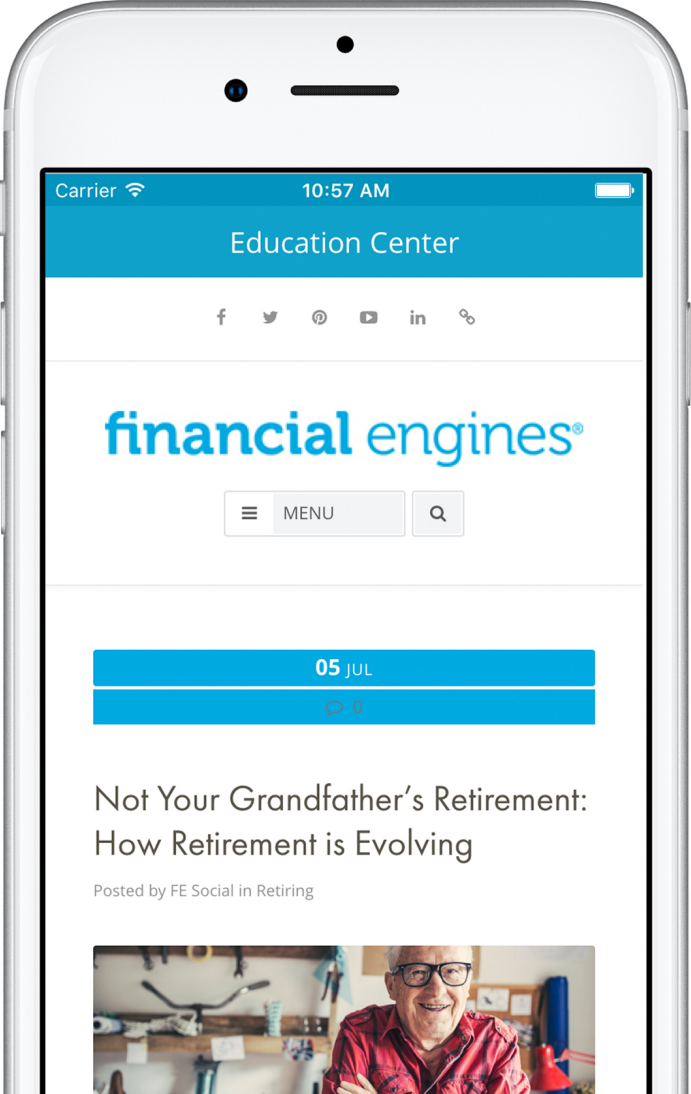 Carrier 10:57 AM
Education Center
financial engines®
MENU
05 JUL
0
Not Your Grandfather’s Retirement:
How Retirement is Evolving
Posted by FE Social in Retiring